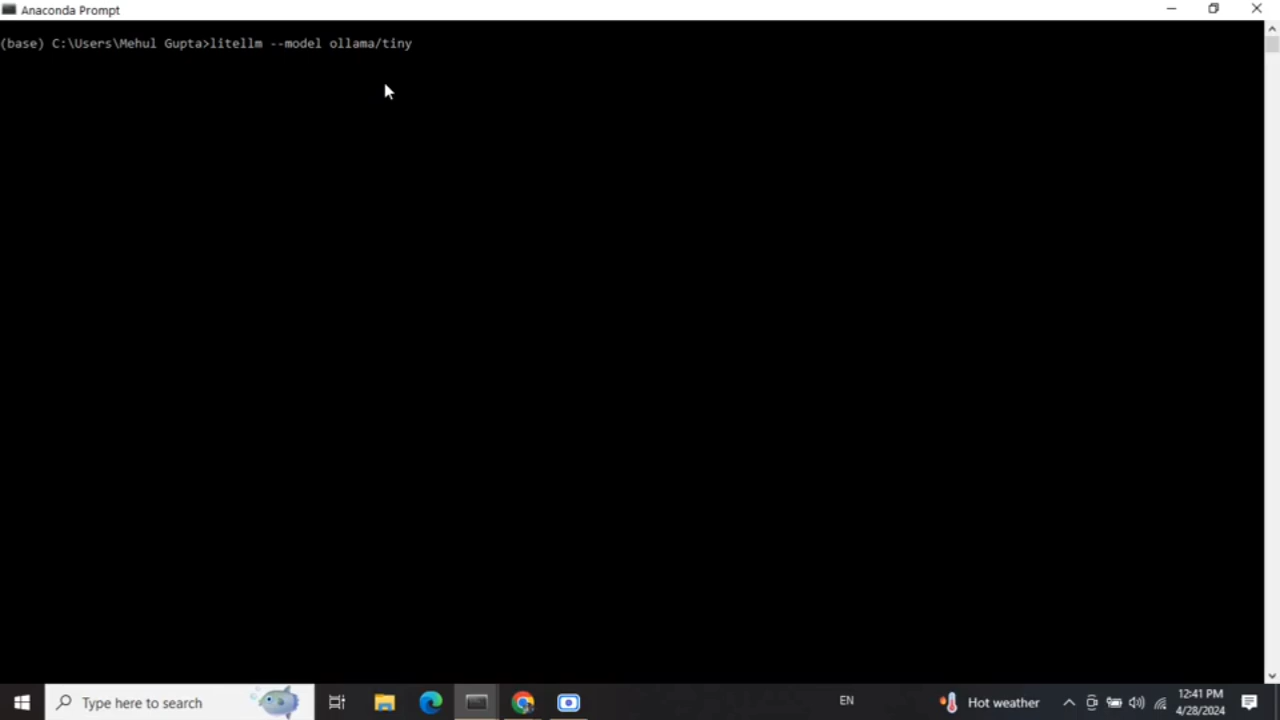 Anaconda Prompt
(base) C:\Users\Mehul Gupta>litellm --model ollama/tiny
Type here to search
EN
Hot weather
12:41 PM
4/28/2024